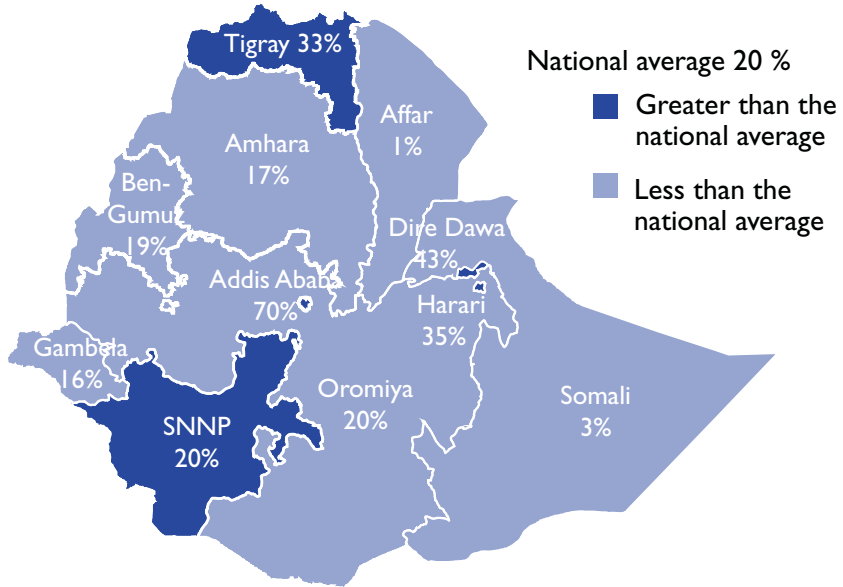 Tigray 33%
National average 20 %
Greater than the
national average
Less than the
national average
Affar
1%
Amhara
17%
Ben-
Gumu
19%
Dire Dawa
43%
Addis Ababa
70%
Harari
35%
Gambela
16%
Oromiya
20%
Somali
3%
SNNP
20%